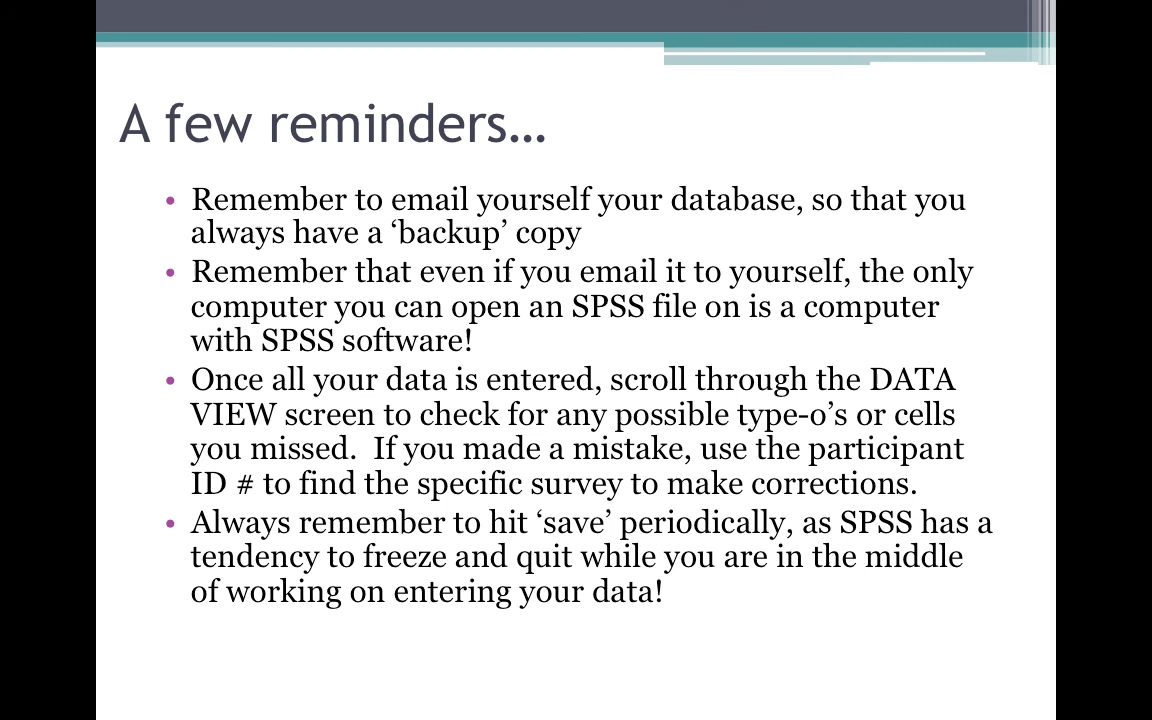 A few reminders…
• Remember to email yourself your database, so that you
always have a ‘backup’ copy
• Remember that even if you email it to yourself, the only
computer you can open an SPSS file on is a computer
with SPSS software!
• Once all your data is entered, scroll through the DATA
VIEW screen to check for any possible type-o’s or cells
you missed.  If you made a mistake, use the participant
ID # to find the specific survey to make corrections.
• Always remember to hit ‘save’ periodically, as SPSS has a
tendency to freeze and quit while you are in the middle
of working on entering your data!